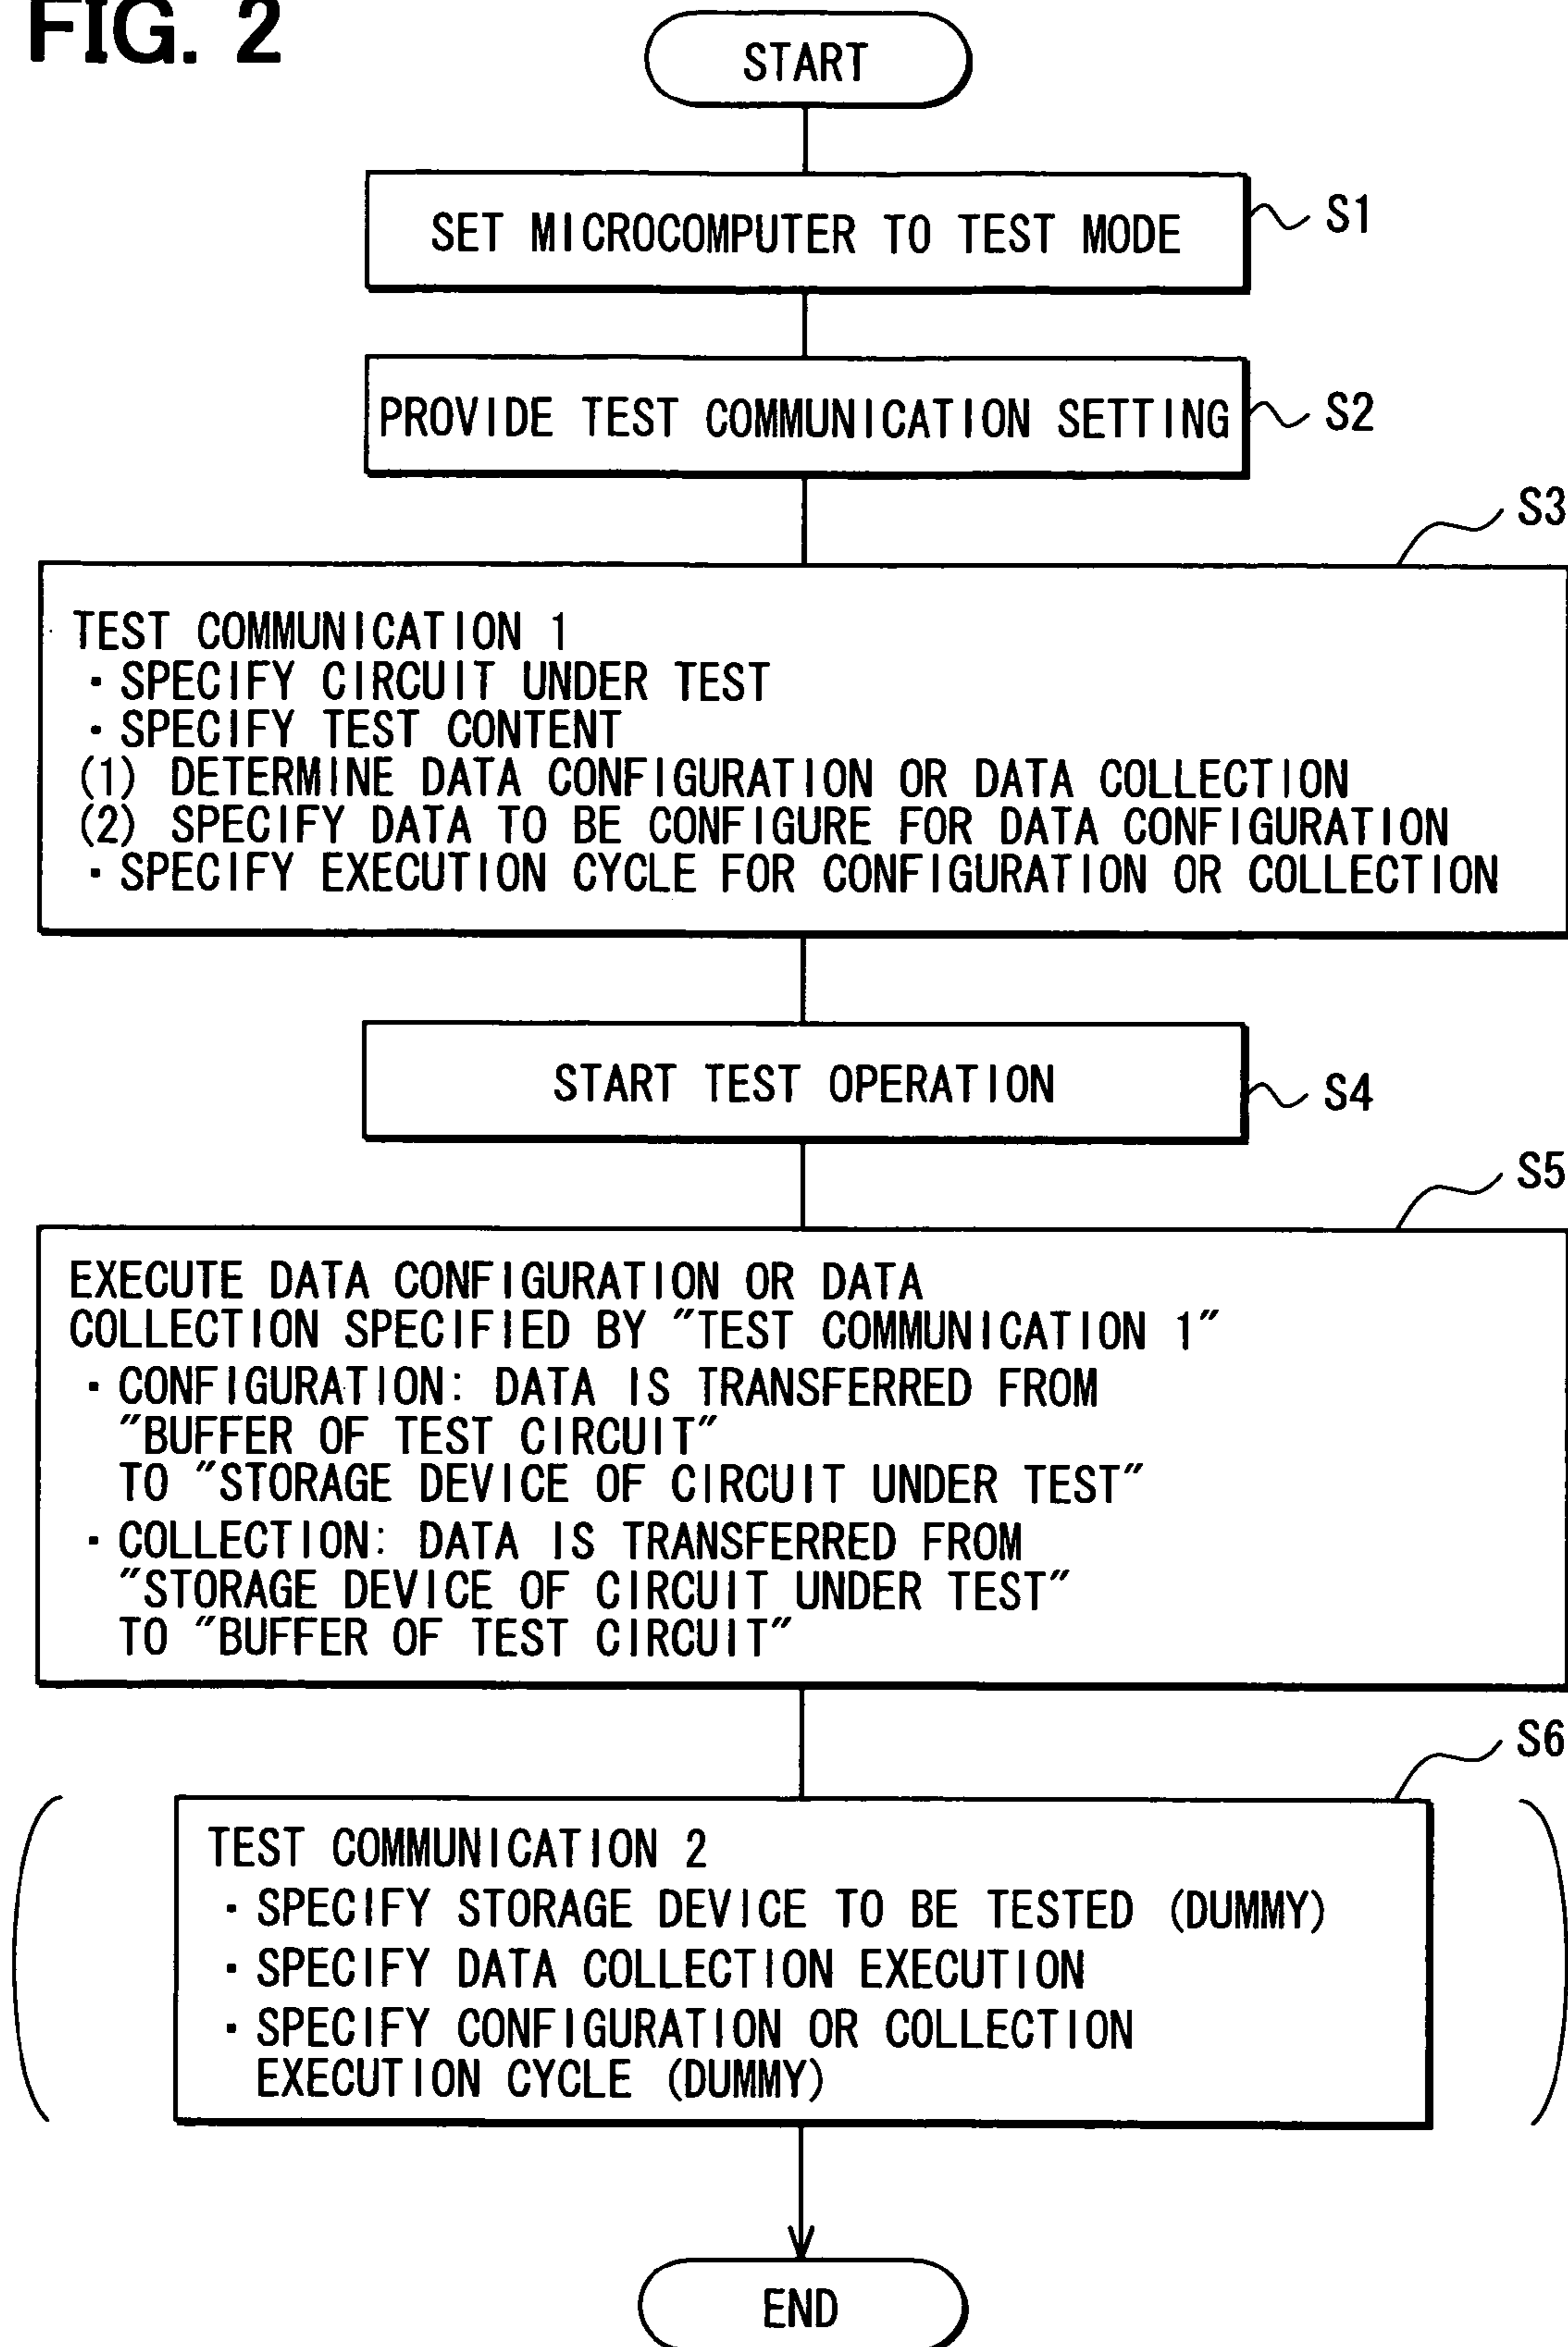 FIG. 2
START
SET MICROCOMPUTER TO TEST MODE
S1
PROVIDE TEST COMMUNICATION SETTING
S2
S3
TEST COMMUNICATION 1
・SPECIFY CIRCUIT UNDER TEST
・SPECIFY TEST CONTENT
(1) DETERMINE DATA CONFIGURATION OR DATA COLLECTION
(2) SPECIFY DATA TO BE CONFIGURE FOR DATA CONFIGURATION
・SPECIFY EXECUTION CYCLE FOR CONFIGURATION OR COLLECTION
START TEST OPERATION
S4
S5
EXECUTE DATA CONFIGURATION OR DATA
COLLECTION SPECIFIED BY "TEST COMMUNICATION 1"
・CONFIGURATION: DATA IS TRANSFERRED FROM
"BUFFER OF TEST CIRCUIT"
TO "STORAGE DEVICE OF CIRCUIT UNDER TEST"
・COLLECTION: DATA IS TRANSFERRED FROM
"STORAGE DEVICE OF CIRCUIT UNDER TEST"
TO "BUFFER OF TEST CIRCUIT"
S6
TEST COMMUNICATION 2
・SPECIFY STORAGE DEVICE TO BE TESTED (DUMMY)
・SPECIFY DATA COLLECTION EXECUTION
・SPECIFY CONFIGURATION OR COLLECTION
EXECUTION CYCLE (DUMMY)
END